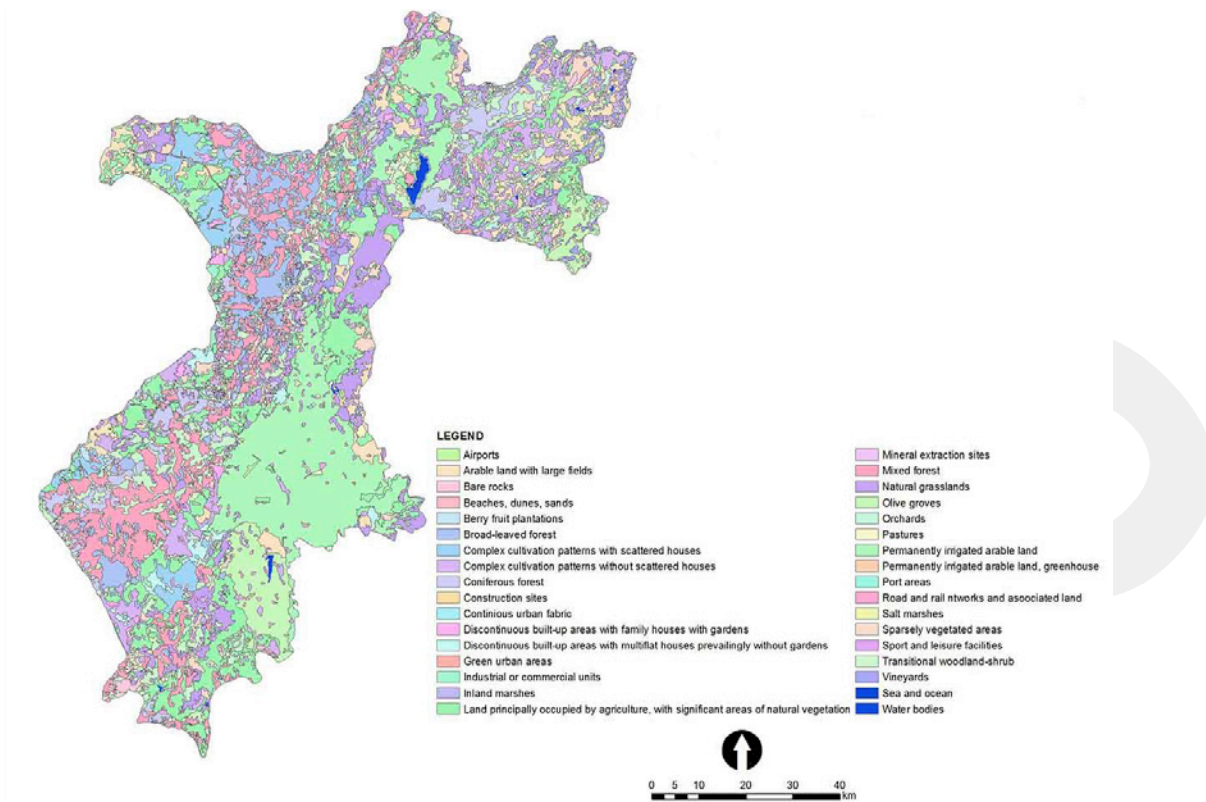 LEGEND
Airports
Arable land with large fields
Bare rocks
Beaches, dunes, sands
Berry fruit plantations
Broad-leaved forest
Complex cultivation patterns with scattered houses
Complex cultivation patterns without scattered houses
Coniferous forest
Construction sites
Continious urban fabric
Discontinuous built-up areas with family houses with gardens
Discontinuous built-up areas with multiflat houses prevailingly without gardens
Green urban areas
Industrial or commercial units
Inland marshes
Land principally occupied by agriculture, with significant areas of natural vegetation
Mineral extraction sites
Mixed forest
Natural grasslands
Olive groves
Orchards
Pastures
Permanently irrigated arable land
Permanently irrigated arable land, greenhouse
Port areas
Road and rail ntworks and asociated land
Salt marshes
Sparsely vegetated areas
Sport and leisure facilities
Transitional woodland-shrub
Vineyards
Sea and ocean
Water bodies
0 5 10 20 30 40
km